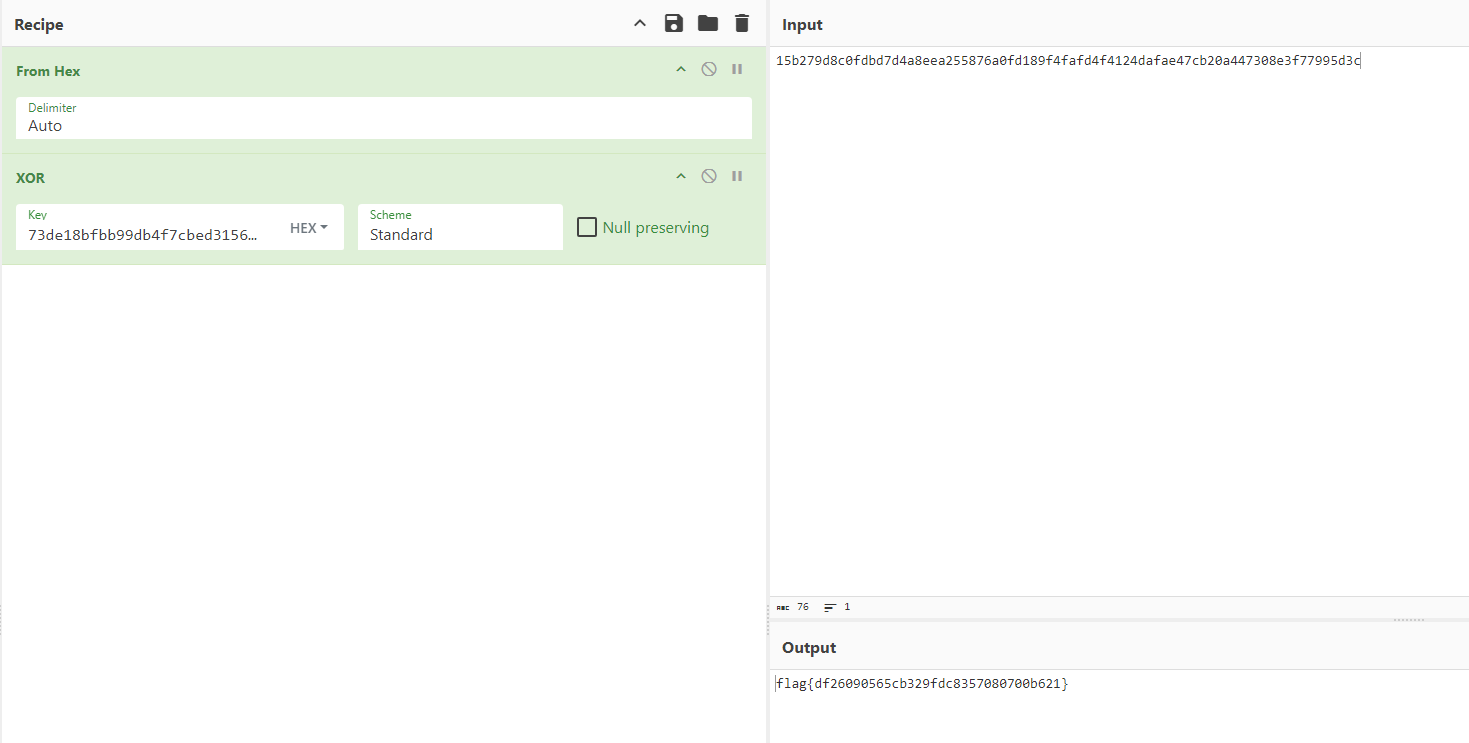 Recipe
From Hex
Delimiter
Auto
XOR
Key
73de18bfbb99db4f7cbed3156...
HEX
Scheme
Standard
Null preserving
Input
15b279d8c0fdbd7d4a8eea255876a0fd189f4fafd4f4124dafae47cb20a447308e3f77995d3c
ABC 76 1
Output
flag{df26090565cb329fdc8357080700b621}